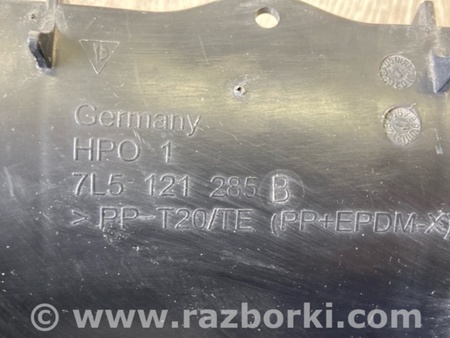 Germany
HPO 1
7L5 121 285 B
> PP-T20/TE (PP+EPDM-X)
© www.razborki.com